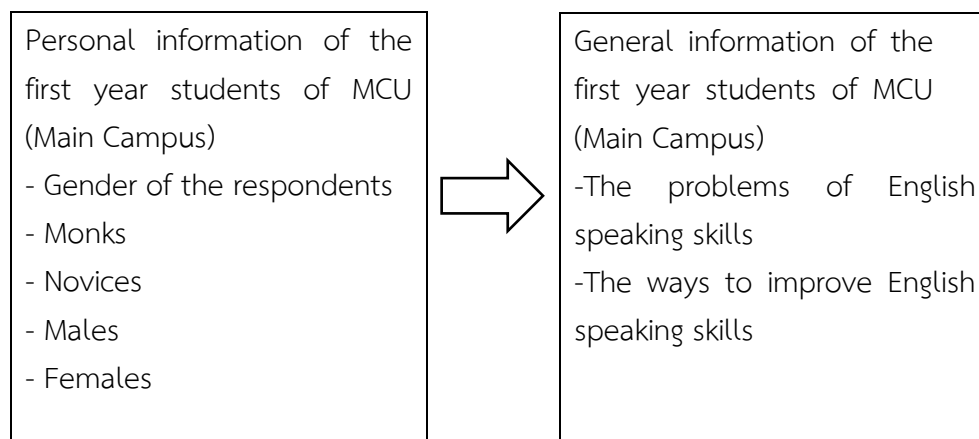 Personal information of the
first year students of MCU
(Main Campus)
- Gender of the respondents
- Monks
- Novices
- Males
- Females
General information of the
first year students of MCU
(Main Campus)
-The problems of English
speaking skills
-The ways to improve English
speaking skills